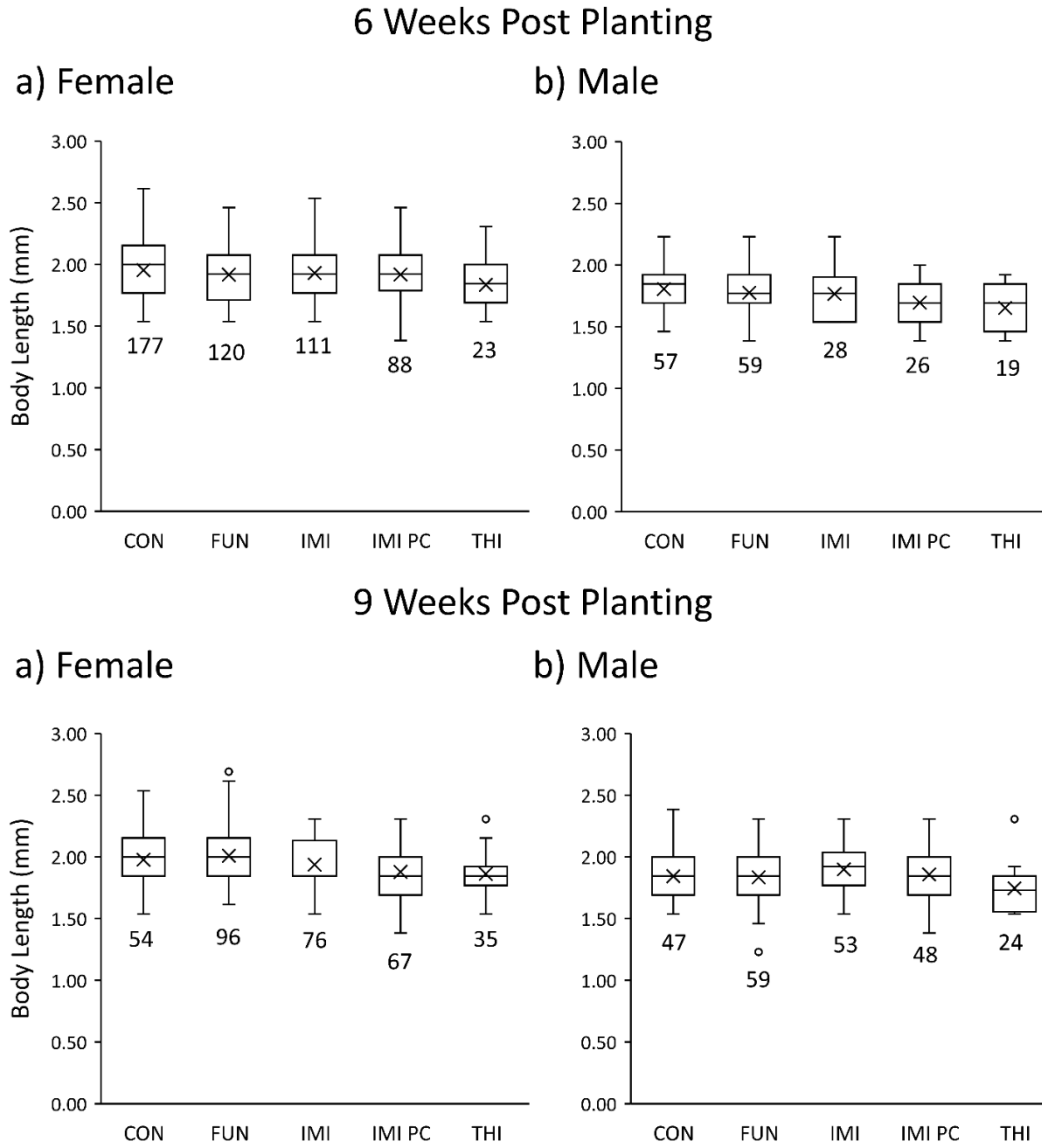 6 Weeks Post Planting
a) Female
b) Male
Body Length (mm)
3.00
2.50
2.00
1.50
1.00
0.50
0.00
177 120 111 88 23
CON FUN IMI IMI PC THI
3.00
2.50
2.00
1.50
1.00
0.50
0.00
57 59 28 26 19
CON FUN IMI IMI PC THI
9 Weeks Post Planting
a) Female
b) Male
Body Length (mm)
3.00
2.50
2.00
1.50
1.00
0.50
0.00
54 96 76 67 35
CON FUN IMI IMI PC THI
3.00
2.50
2.00
1.50
1.00
0.50
0.00
47 59 53 48 24
CON FUN IMI IMI PC THI